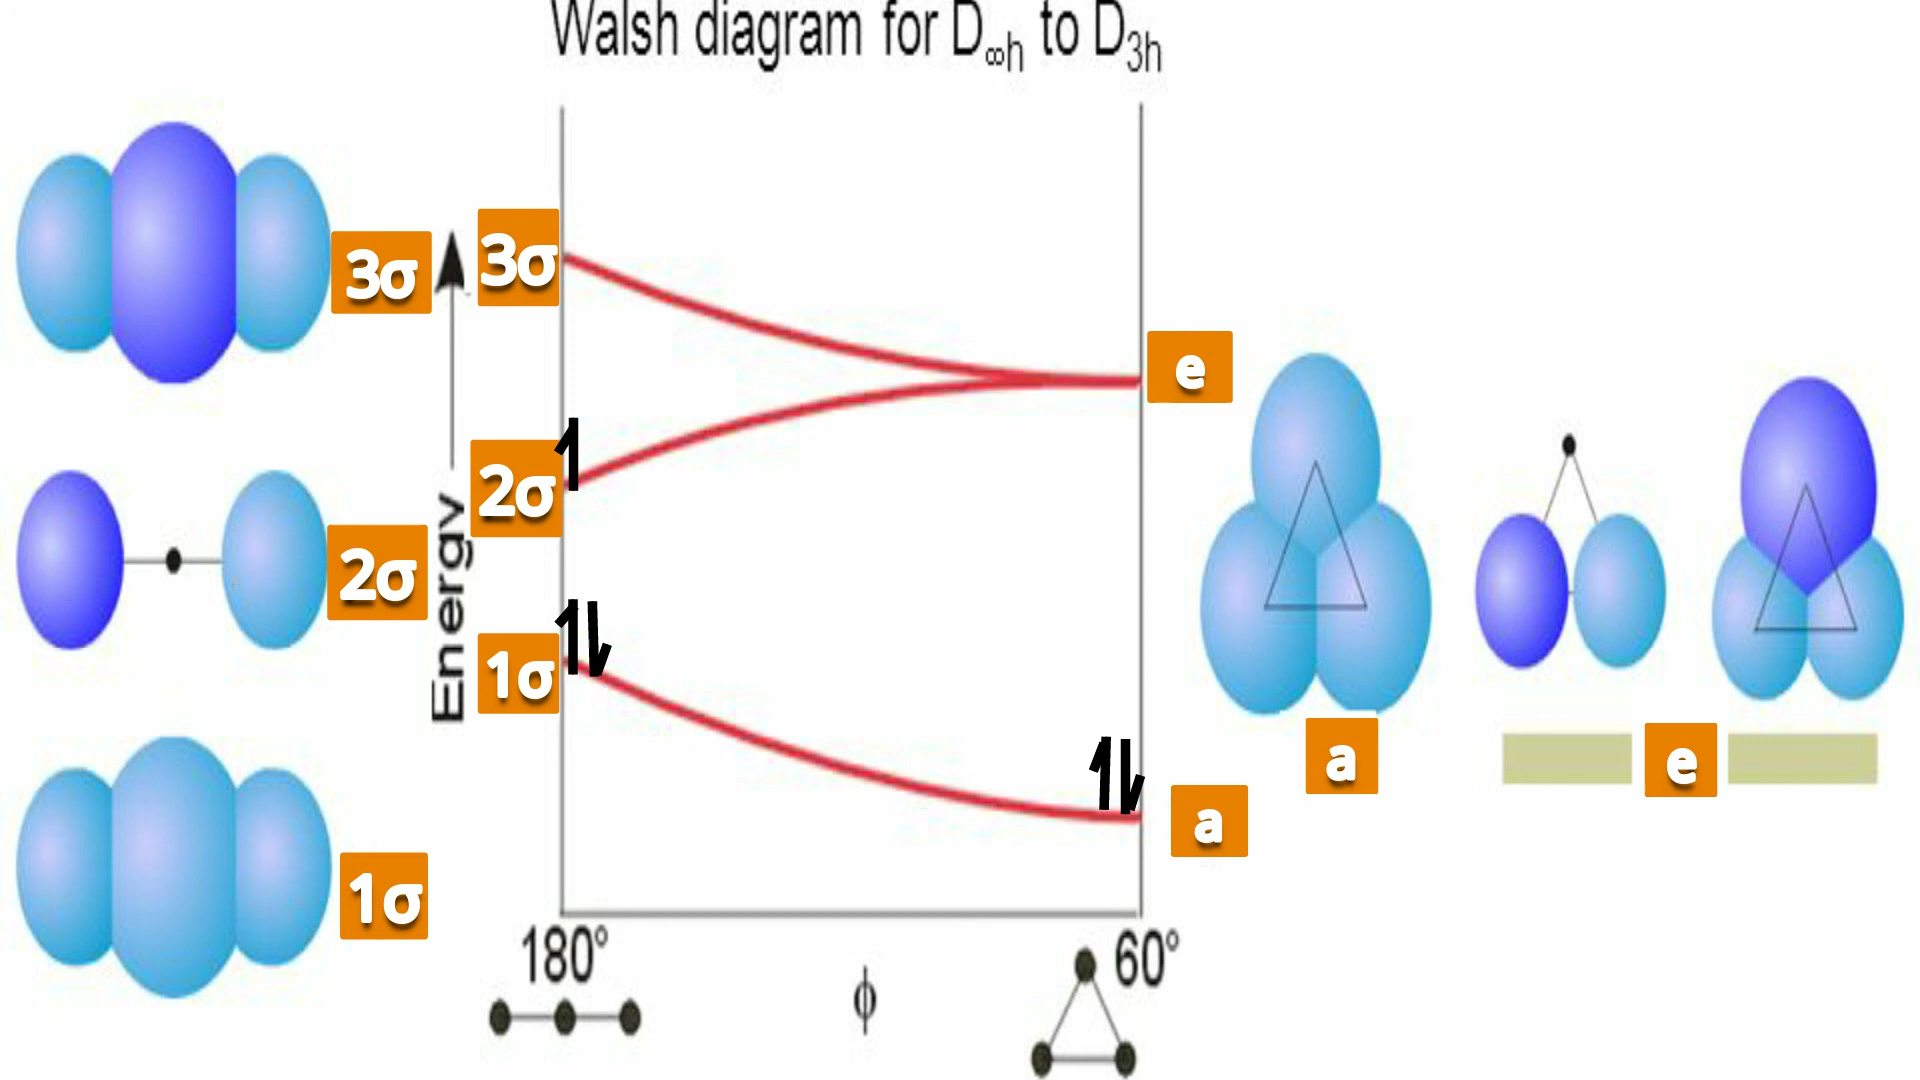 Walsh diagram for D∞h to D3h
3σ
3σ
e
2σ
2σ
Energy
1σ
a
e
a
1σ
180°
ϕ
60°